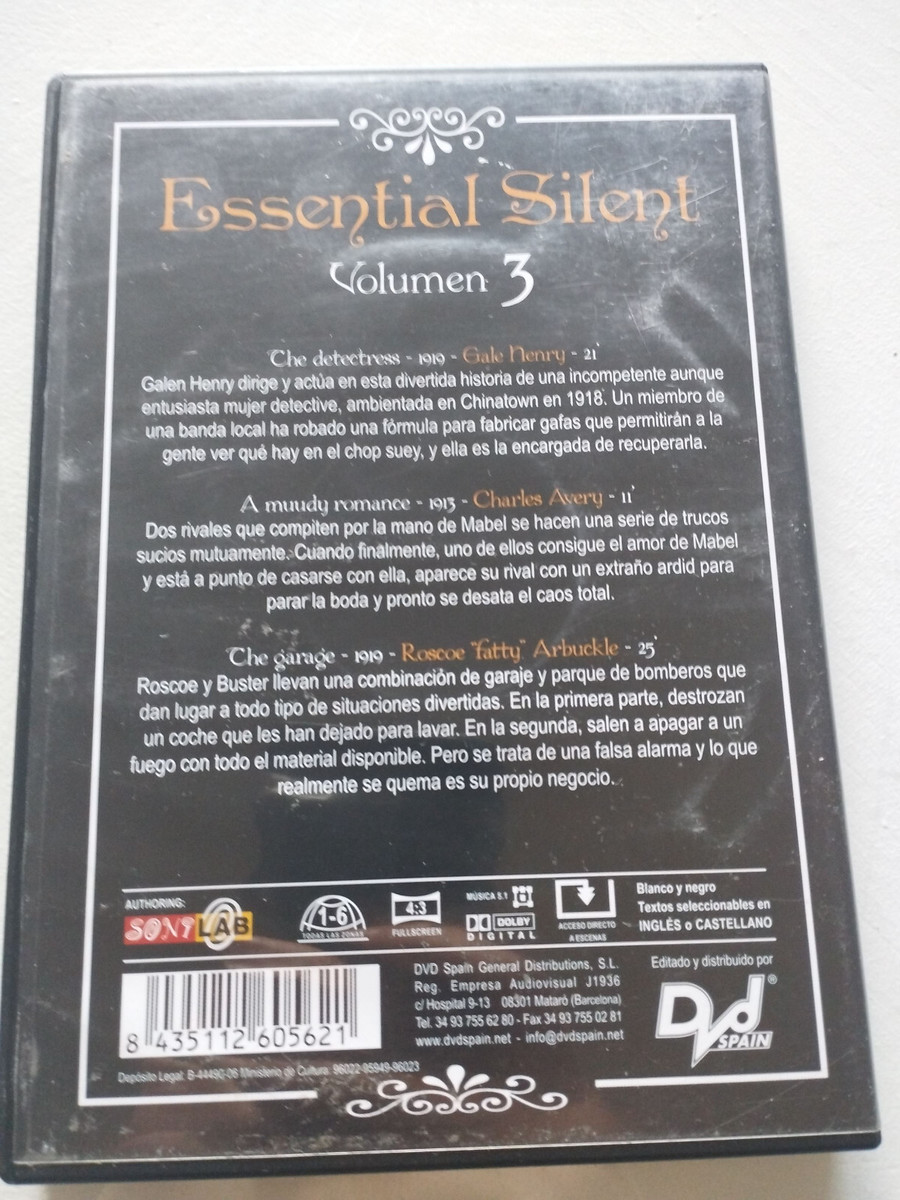 Essential Silent
Volumen 3
The detectress - 1919 - Gale Henry - 21'
Galen Henry dirige y actúa en esta divertida historia de una incompetente aunque
entusiasta mujer detective, ambientada en Chinatown en 1918. Un miembro de
una banda local ha robado una fórmula para fabricar gafas que permitirán a la
gente ver qué hay en el chop suey, y ella es la encargada de recuperarla.
A muudy romance - 1913 - Charles Avery - 11'
Dos rivales que compiten por la mano de Mabel se hacen una serie de trucos
sucios mutuamente. Cuando finalmente, uno de ellos consigue el amor de Mabel
y está a punto de casarse con ella, aparece su rival con un extraño ardid para
parar la boda y pronto se desata el caos total.
The garage - 1919 - Roscoe "fatty" Arbuckle - 25'
Roscoe y Buster llevan una combinación de garaje y parque de bomberos que
dan lugar a todo tipo de situaciones divertidas. En la primera parte, destrozan
un coche que les han dejado para lavar. En la segunda, salen a apagar a un
fuego con todo el material disponible. Pero se trata de una falsa alarma y lo que
realmente se quema es su propio negocio.
AUTHORING:
SONYLAB
1-6
TODAS LAS ZONAS
4:3
FULLSCREEN
MÚSICA 5.1
DOLBY
DIGITAL
ACCESO DIRECTO
A ESCENAS
Blanco y negro
Textos seleccionables en
INGLÉS o CASTELLANO
8 435112 605621
DVD Spain General Distributions, S.L.
Reg. Empresa Audiovisual J1936
c/ Hospital 9-13 08301 Mataró (Barcelona)
Tel. 34 93 755 62 80 - Fax 34 93 755 02 81
www.dvdspain.net - info@dvdspain.net
Editado y distribuido por
Dvd®
SPAIN
Depósito Legal: B-44490-06 Ministerio de Cultura: 96022-95949-96023